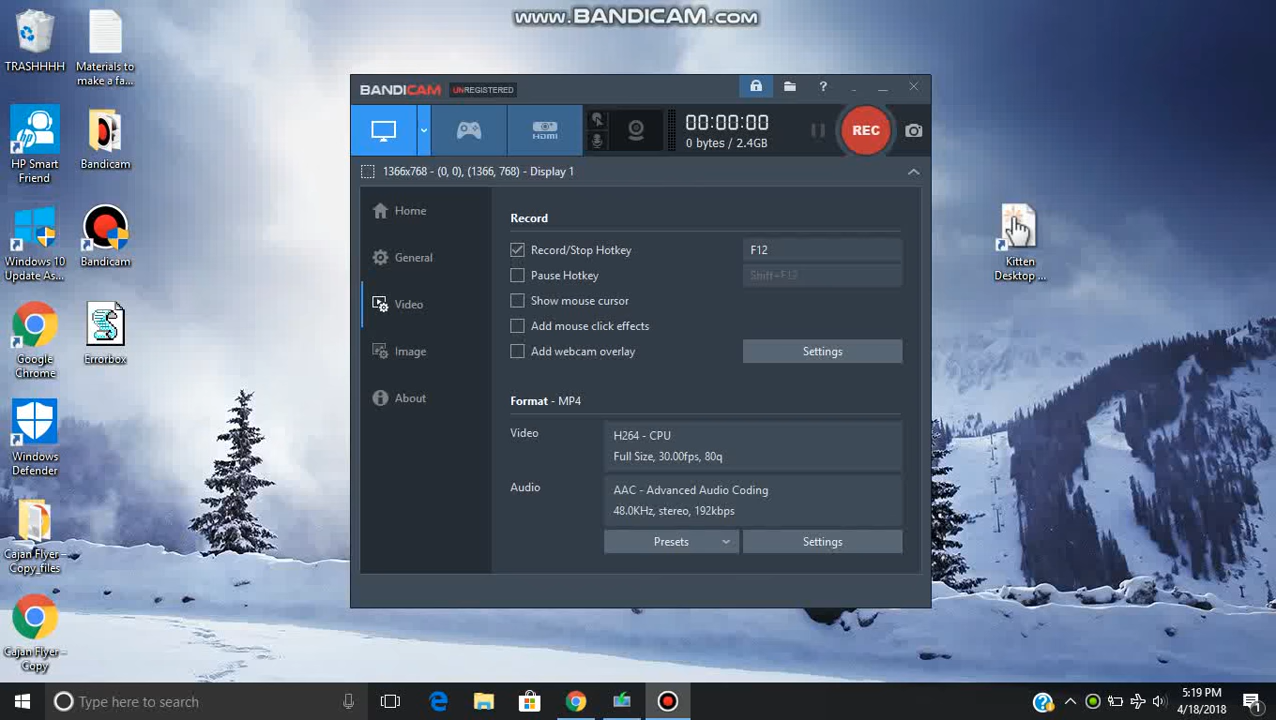 www.BANDICAM.com
TRASHHHH
Materials to
make a fa...
HP Smart
Friend
Bandicam
Windows 10
Update As...
Bandicam
Google
Chrome
Errorbox
Windows
Defender
Cajan Flyer –
Copy_files
Cajan Flyer –
Copy
Kitten
Desktop ...
BANDICAM
UNREGISTERED
?
HDMI
00:00:00
0 bytes / 2.4GB
REC
1366x768 - (0, 0), (1366, 768) - Display 1
Home
General
Video
Image
About
Record
Record/Stop Hotkey
F12
Pause Hotkey
Shift+F12
Show mouse cursor
Add mouse click effects
Add webcam overlay
Settings
Format - MP4
Video
H264 - CPU
Full Size, 30.00fps, 80q
Audio
AAC - Advanced Audio Coding
48.0KHz, stereo, 192kbps
Presets
Settings
Type here to search
5:19 PM
4/18/2018
1